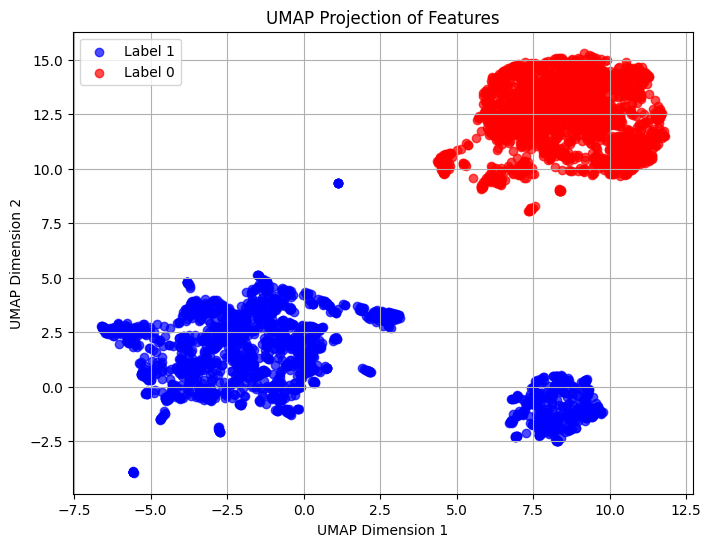 UMAP Projection of Features
Label 1
Label 0
15.0
12.5
10.0
7.5
5.0
2.5
0.0
−2.5
UMAP Dimension 2
−7.5 −5.0 −2.5 0.0 2.5 5.0 7.5 10.0 12.5
UMAP Dimension 1